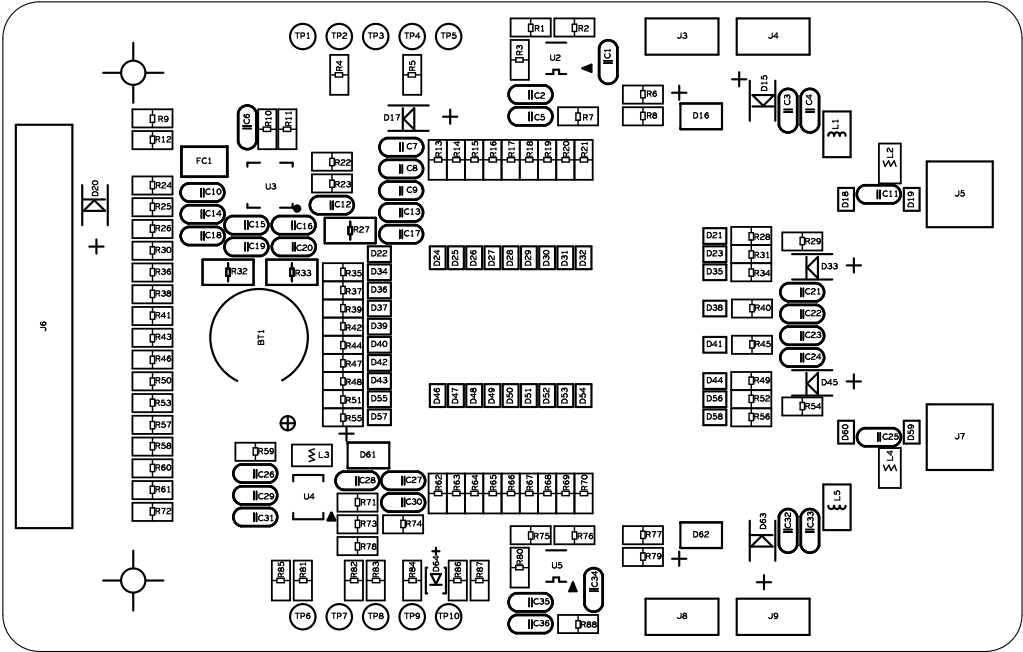 TP1 TP2 TP3 TP4 TP5
R1 R2
J3 J4
R3 U2 C1
R4 R5
D15
C2 R6
C3 C4
C5 R7 R8 D16
R9 C6 R10 R11 D17
L1
R12
C7 R13 R14 R15 R16 R17 R18 R19 R20 R21
FC1 R22 C8 L2
R24 U3 R23
D20 C10 C9 D18 C11 D19 J5
R25 C12
C14 C13
R26 C15 C16 R27 C17
C18 D21 R28 R29
R30 C19 C20 D22 D24 D25 D26 D27 D28 D29 D30 D31 D32 D23 R31
R36 R32 R33 R35 D34 D35 R34 D33
R38 R37 D36 C21
R41 R39 D37 D38 R40 C22
J6 R42 D39
R43 BT1 R44 D40 D41 R45 C23
R46 R47 D42 C24
R50 R48 D43 D44 R49 D45
R53 R51 D55 D46 D47 D48 D49 D50 D51 D52 D53 D54 D56 R52
R54
R57 R55 D57 D58 R56
D60 C25 D59 J7
R58 R59 L3 D61
R60 C26 C28 C27 R62 R63 R64 R65 R66 R67 R68 R69 R70 L4
R61 C29 U4 R71 C30 L5
R72 C31 R73 R74
R75 R76 R77 D62 D63 C32 C33
R78 R80 R79
D64 U5
R85 R81 R82 R83 R84 R86 R87 C34
C35
TP6 TP7 TP8 TP9 TP10 J8 J9
C36 R88